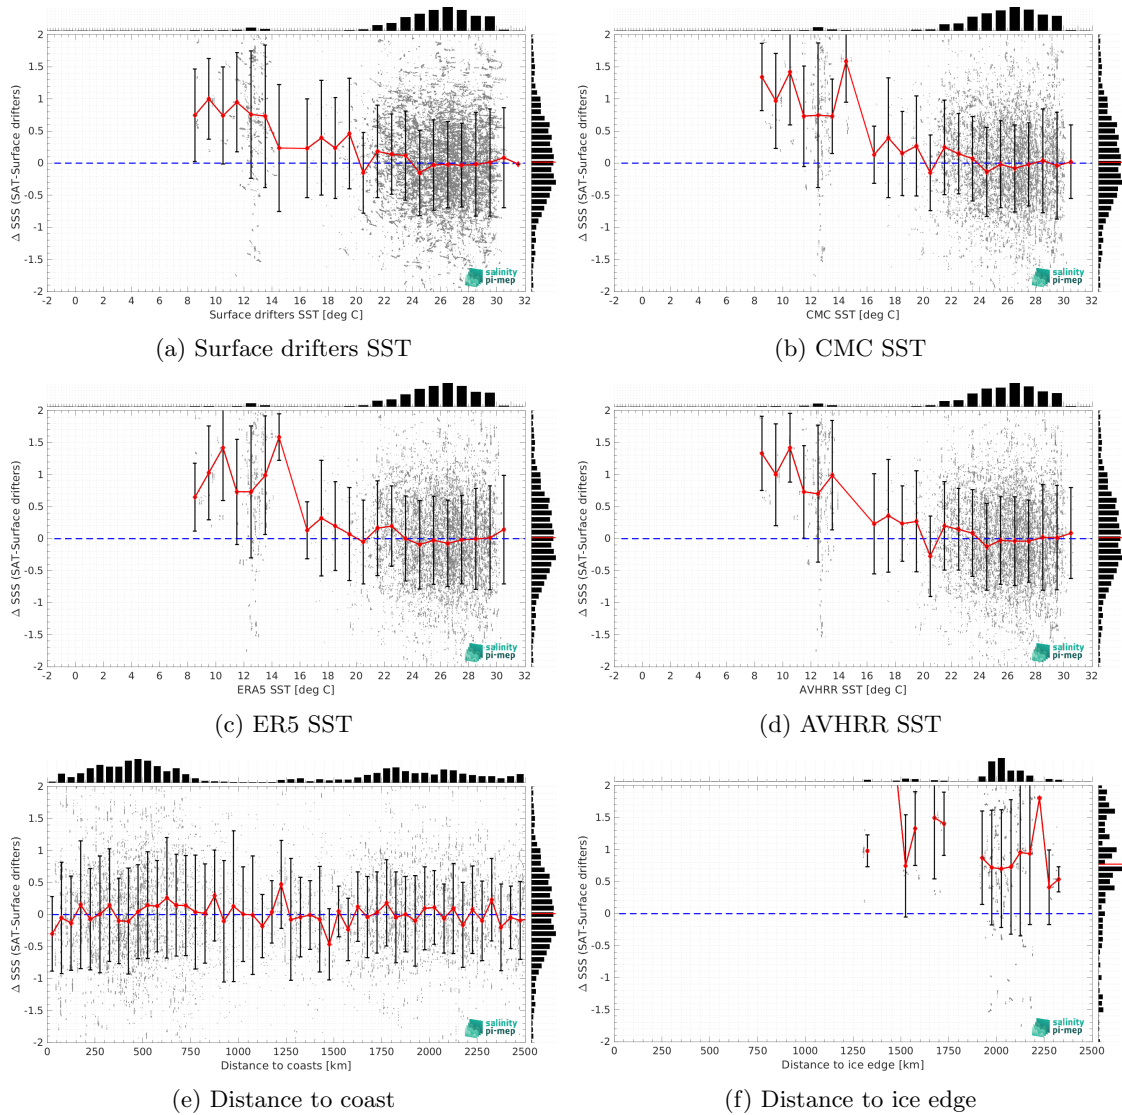 2
1.5
1
0.5
0
-0.5
-1
-1.5
-2
Δ SSS (SAT-Surface drifters)
salinity
pi-mep
-2 0 2 4 6 8 10 12 14 16 18 20 22 24 26 28 30 32
Surface drifters SST [deg C]
(a) Surface drifters SST
2
1.5
1
0.5
0
-0.5
-1
-1.5
-2
Δ SSS (SAT-Surface drifters)
salinity
pi-mep
-2 0 2 4 6 8 10 12 14 16 18 20 22 24 26 28 30 32
CMC SST [deg C]
(b) CMC SST
2
1.5
1
0.5
0
-0.5
-1
-1.5
-2
Δ SSS (SAT-Surface drifters)
salinity
pi-mep
-2 0 2 4 6 8 10 12 14 16 18 20 22 24 26 28 30 32
ERA5 SST [deg C]
(c) ER5 SST
2
1.5
1
0.5
0
-0.5
-1
-1.5
-2
Δ SSS (SAT-Surface drifters)
salinity
pi-mep
-2 0 2 4 6 8 10 12 14 16 18 20 22 24 26 28 30 32
AVHRR SST [deg C]
(d) AVHRR SST
2
1.5
1
0.5
0
-0.5
-1
-1.5
-2
Δ SSS (SAT-Surface drifters)
salinity
pi-mep
0 250 500 750 1000 1250 1500 1750 2000 2250 2500
Distance to coasts [km]
(e) Distance to coast
2
1.5
1
0.5
0
-0.5
-1
-1.5
-2
Δ SSS (SAT-Surface drifters)
salinity
pi-mep
0 250 500 750 1000 1250 1500 1750 2000 2250 2500
Distance to ice edge [km]
(f) Distance to ice edge